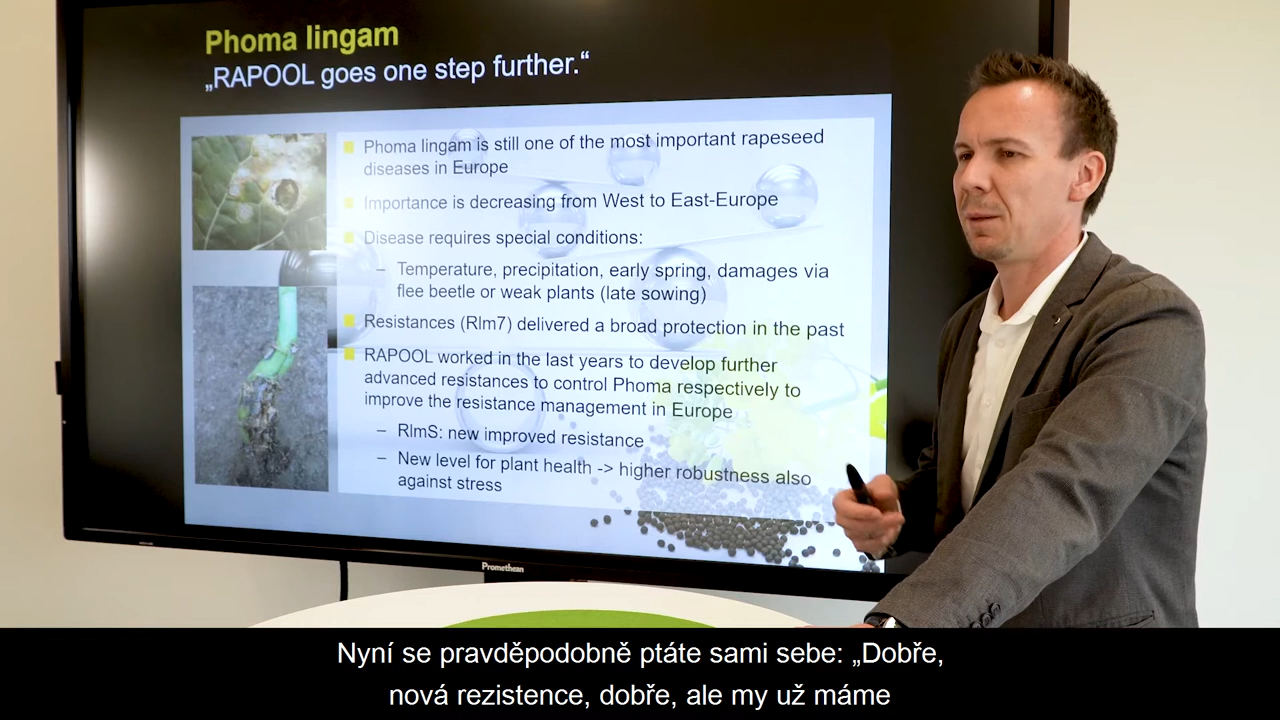 Phoma lingam
„RAPOOL goes one step further.“
Phoma lingam is still one of the most important rapeseed
diseases in Europe
Importance is decreasing from West to East-Europe
Disease requires special conditions:
– Temperature, precipitation, early spring, damages via
flee beetle or weak plants (late sowing)
Resistances (Rlm7) delivered a broad protection in the past
RAPOOL worked in the last years to develop further
advanced resistances to control Phoma respectively to
improve the resistance management in Europe
– RlmS: new improved resistance
– New level for plant health -> higher robustness also
against stress
Promethean
Nyní se pravděpodobně ptáte sami sebe: „Dobře,
nová rezistence, dobře, ale my už máme